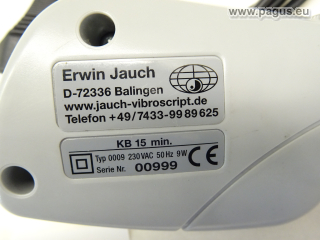 © www.pagus.eu
Erwin Jauch
D-72336 Balingen
www.jauch-vibroscript.de
Telefon +49/7433-99 89 625
KB 15 min.
Typ 0009 230VAC 50Hz 9W
Serie Nr. 00999
CE